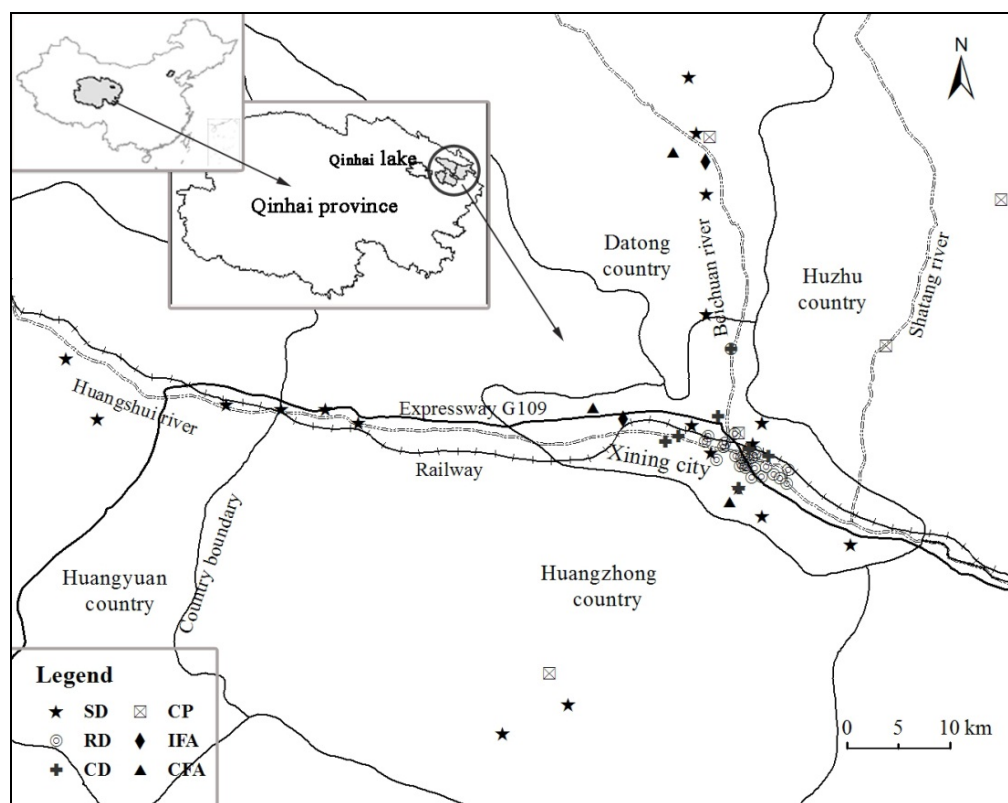 N
Qinhai lake
Qinhai province
Datong
country
Beichuan river
Huzhu
country
Shatang river
Huangshui river
Expressway G109
Xining city
Railway
Country boundary
Huangyuan
country
Huangzhong
country
Legend
SD CP
RD IFA
CD CFA
0 5 10 km